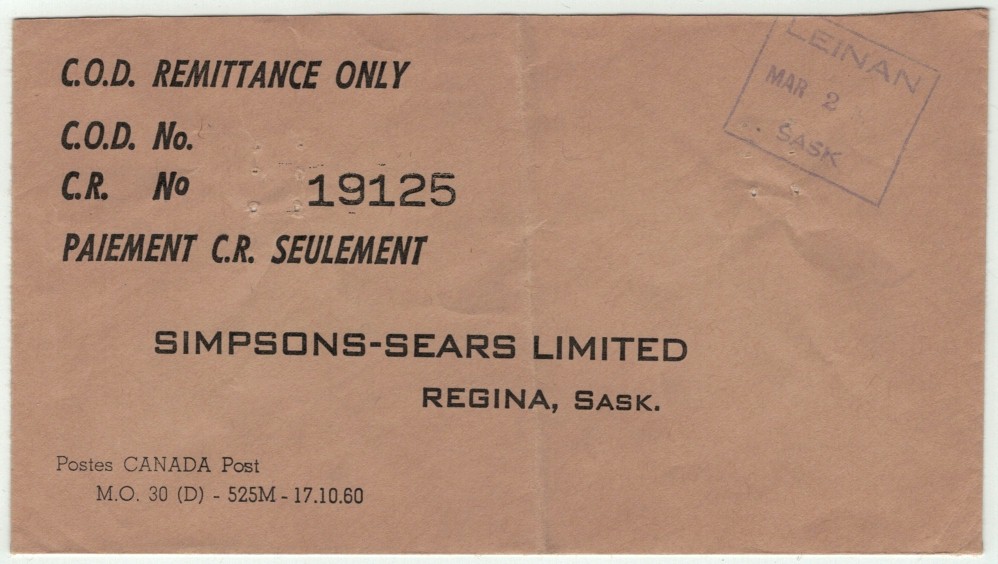 C.O.D. REMITTANCE ONLY
C.O.D. No.
C.R. No 19125
PAIEMENT C.R. SEULEMENT
LEINAN
MAR 2
SASK
SIMPSONS-SEARS LIMITED
REGINA, SASK.
Postes CANADA Post
M.O. 30 (D) - 525M - 17.10.60